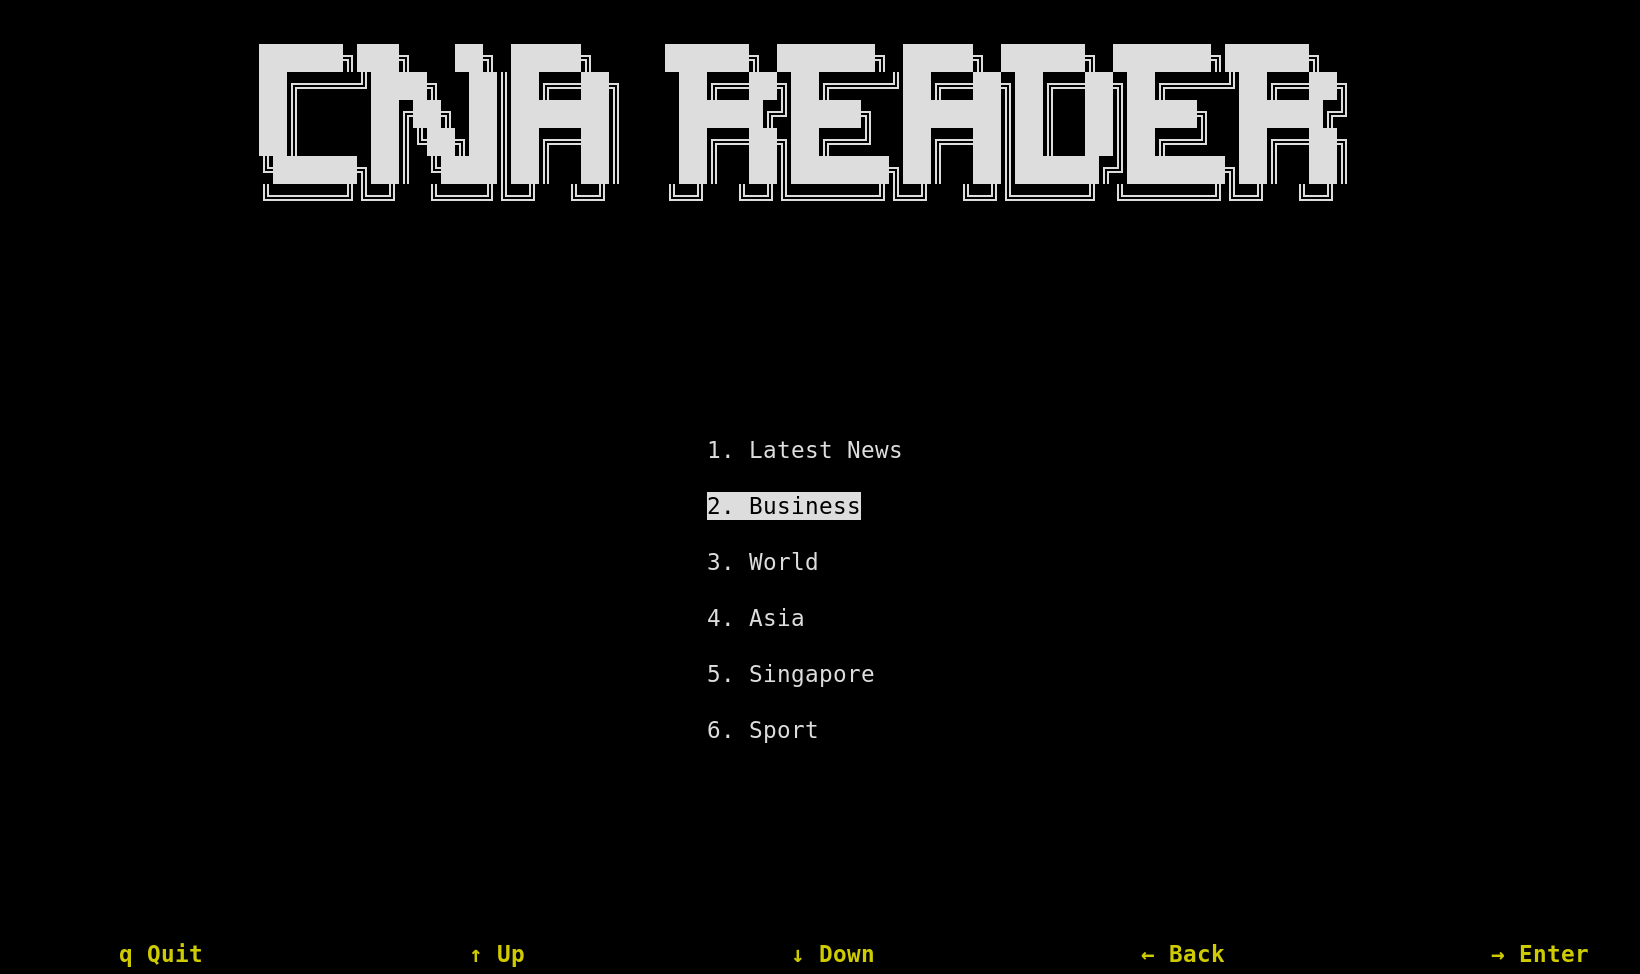 CNA READER
1. Latest News
2. Business
3. World
4. Asia
5. Singapore
6. Sport
q Quit ↑ Up ↓ Down ← Back → Enter